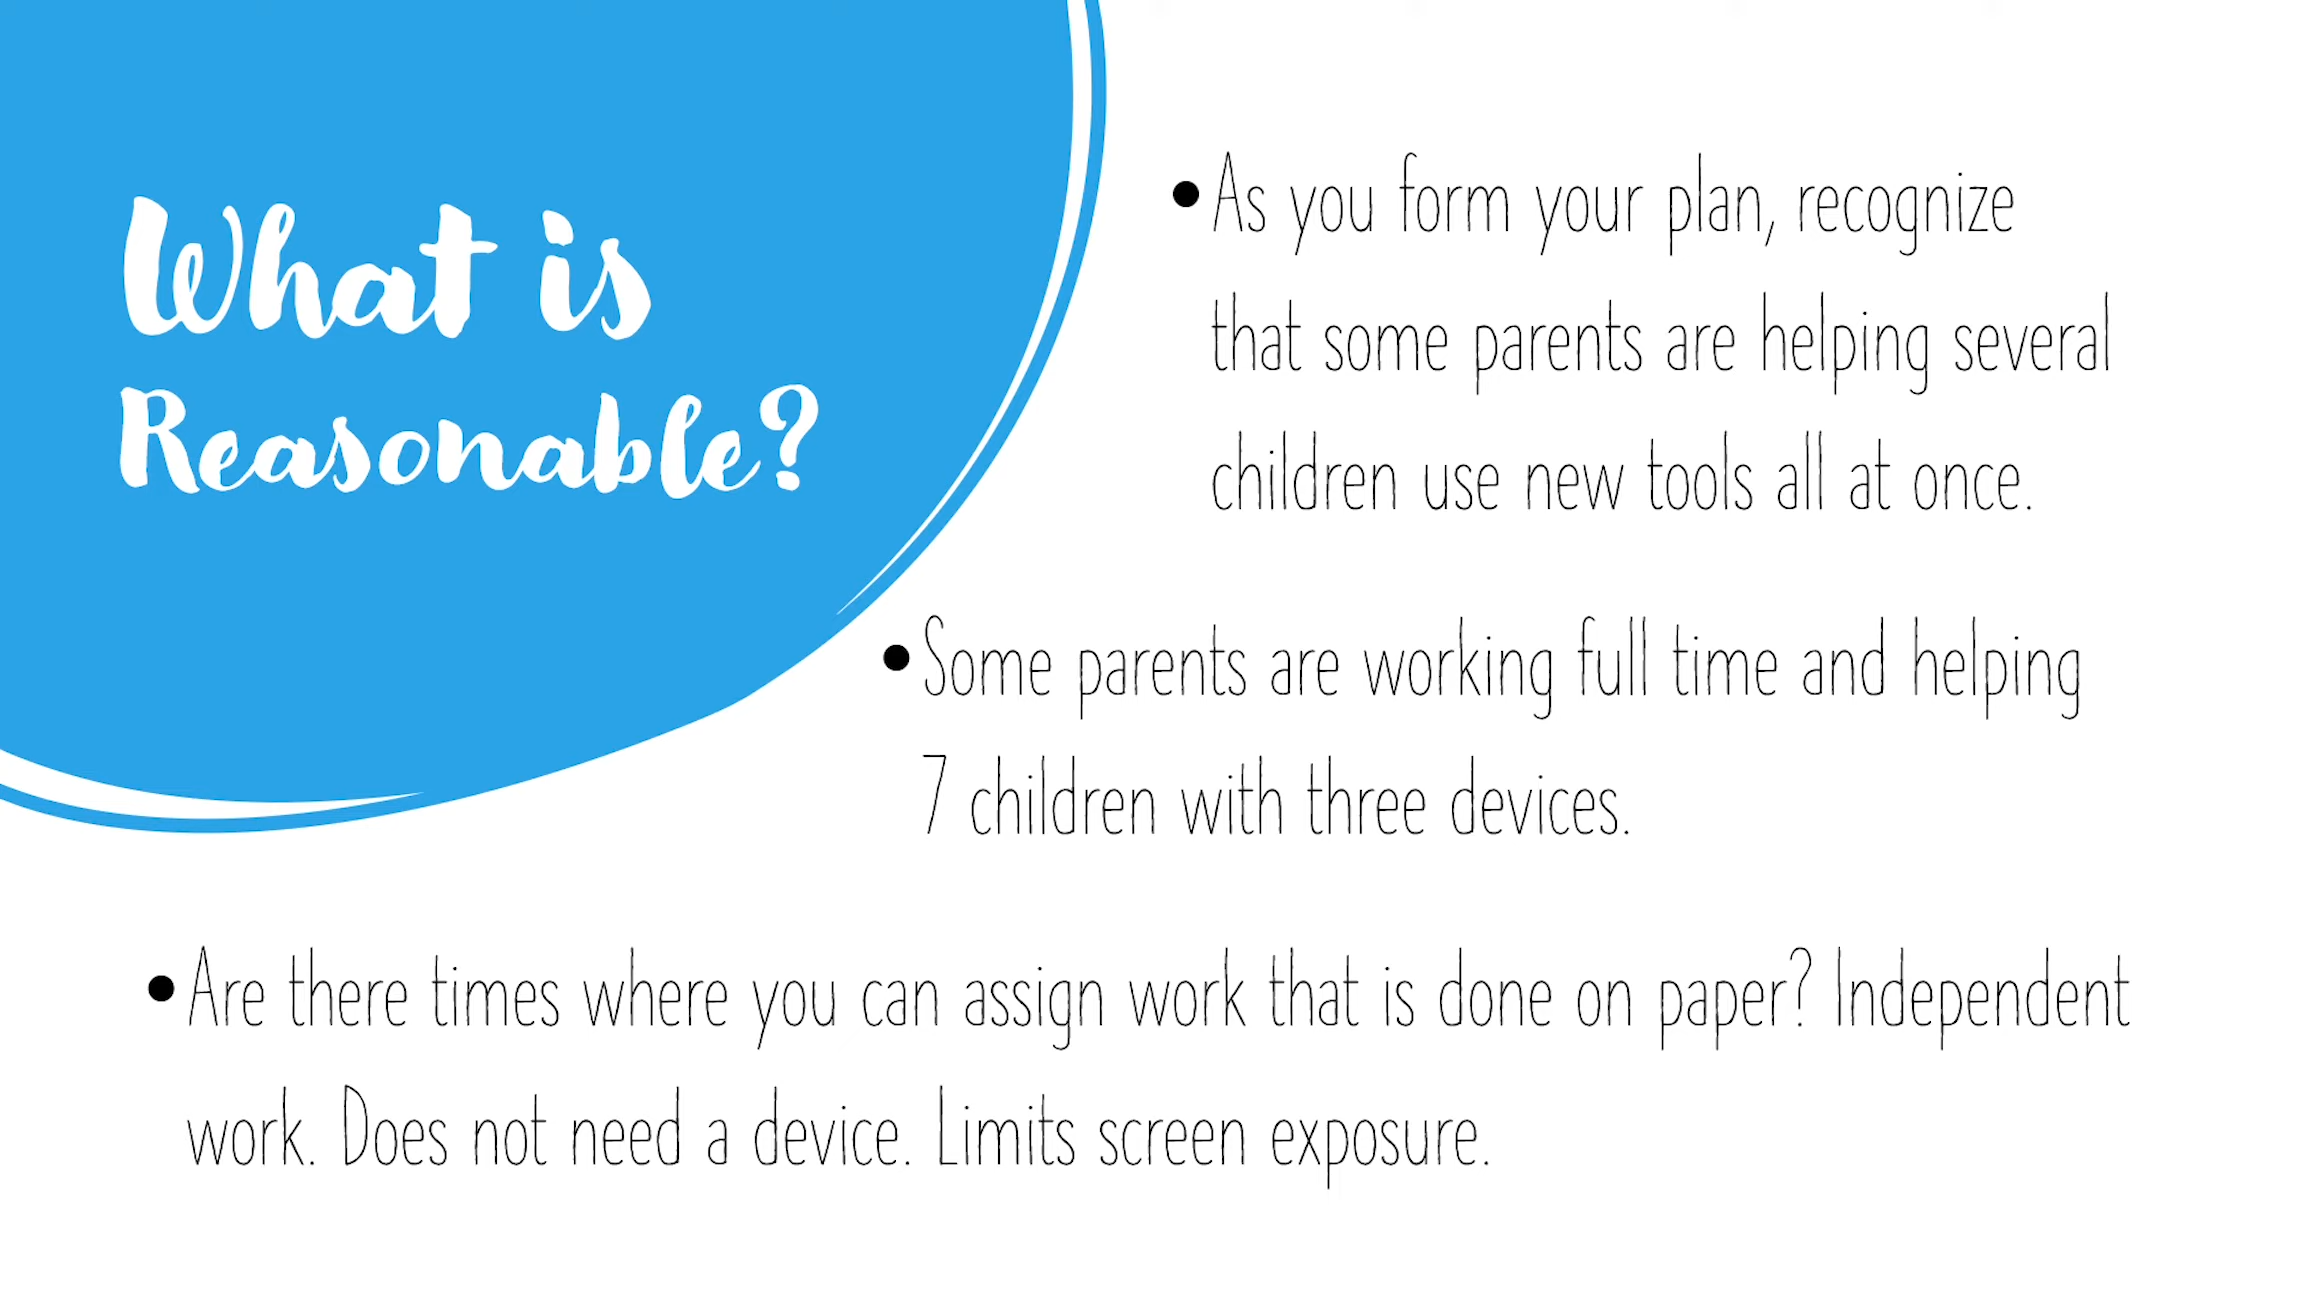 What is
Reasonable?
•As you form your plan, recognize
that some parents are helping several
children use new tools all at once.
•Some parents are working full time and helping
7 children with three devices.
•Are there times where you can assign work that is done on paper? Independent
work. Does not need a device. Limits screen exposure.